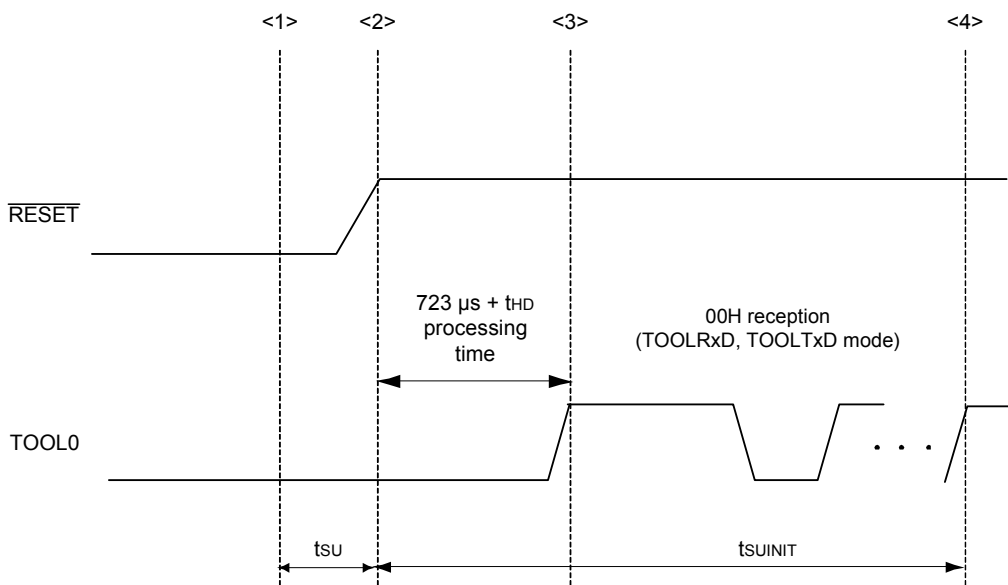 <1> <2> <3> <4>
RESET
723 µs + tHD
processing
time
00H reception
(TOOLRxD, TOOLTxD mode)
TOOL0
. . .
tSU
tSUINIT